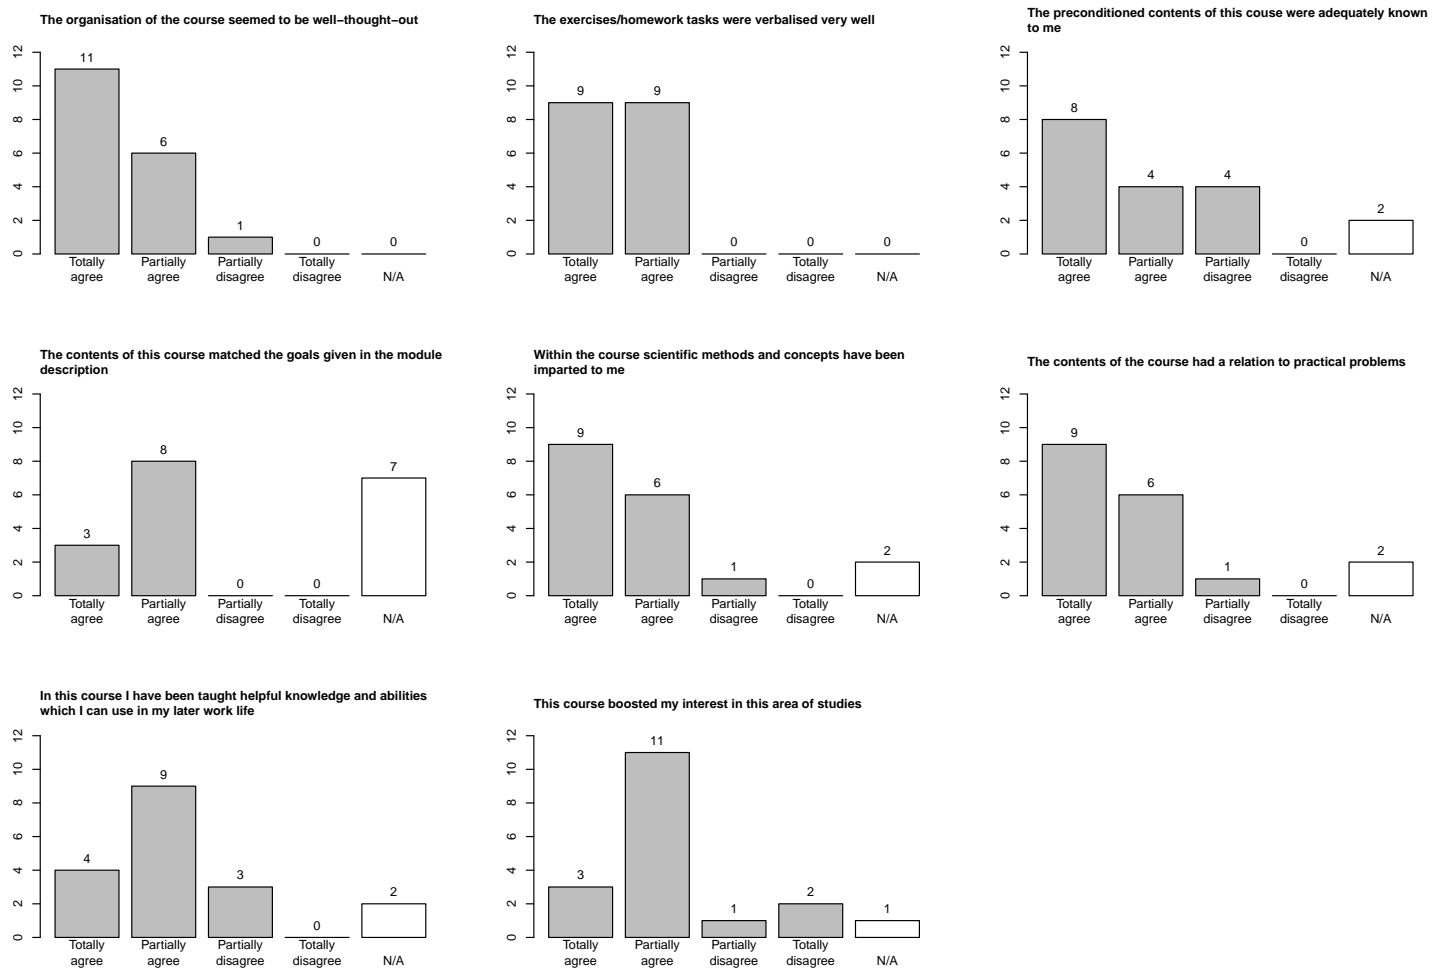 The organisation of the course seemed to be well−thought−out
12
10
8
6
4
2
0
11
6
1
0
0
Totally agree
Partially agree
Partially disagree
Totally disagree
N/A
The exercises/homework tasks were verbalised very well
12
10
8
6
4
2
0
9
9
0
0
0
Totally agree
Partially agree
Partially disagree
Totally disagree
N/A
The preconditioned contents of this couse were adequately known
to me
12
10
8
6
4
2
0
8
4
4
0
2
Totally agree
Partially agree
Partially disagree
Totally disagree
N/A
The contents of this course matched the goals given in the module
description
12
10
8
6
4
2
0
3
8
0
0
7
Totally agree
Partially agree
Partially disagree
Totally disagree
N/A
Within the course scientific methods and concepts have been
imparted to me
12
10
8
6
4
2
0
9
6
1
0
2
Totally agree
Partially agree
Partially disagree
Totally disagree
N/A
The contents of the course had a relation to practical problems
12
10
8
6
4
2
0
9
6
1
0
2
Totally agree
Partially agree
Partially disagree
Totally disagree
N/A
In this course I have been taught helpful knowledge and abilities
which I can use in my later work life
12
10
8
6
4
2
0
4
9
3
0
2
Totally agree
Partially agree
Partially disagree
Totally disagree
N/A
This course boosted my interest in this area of studies
12
10
8
6
4
2
0
3
11
1
2
1
Totally agree
Partially agree
Partially disagree
Totally disagree
N/A